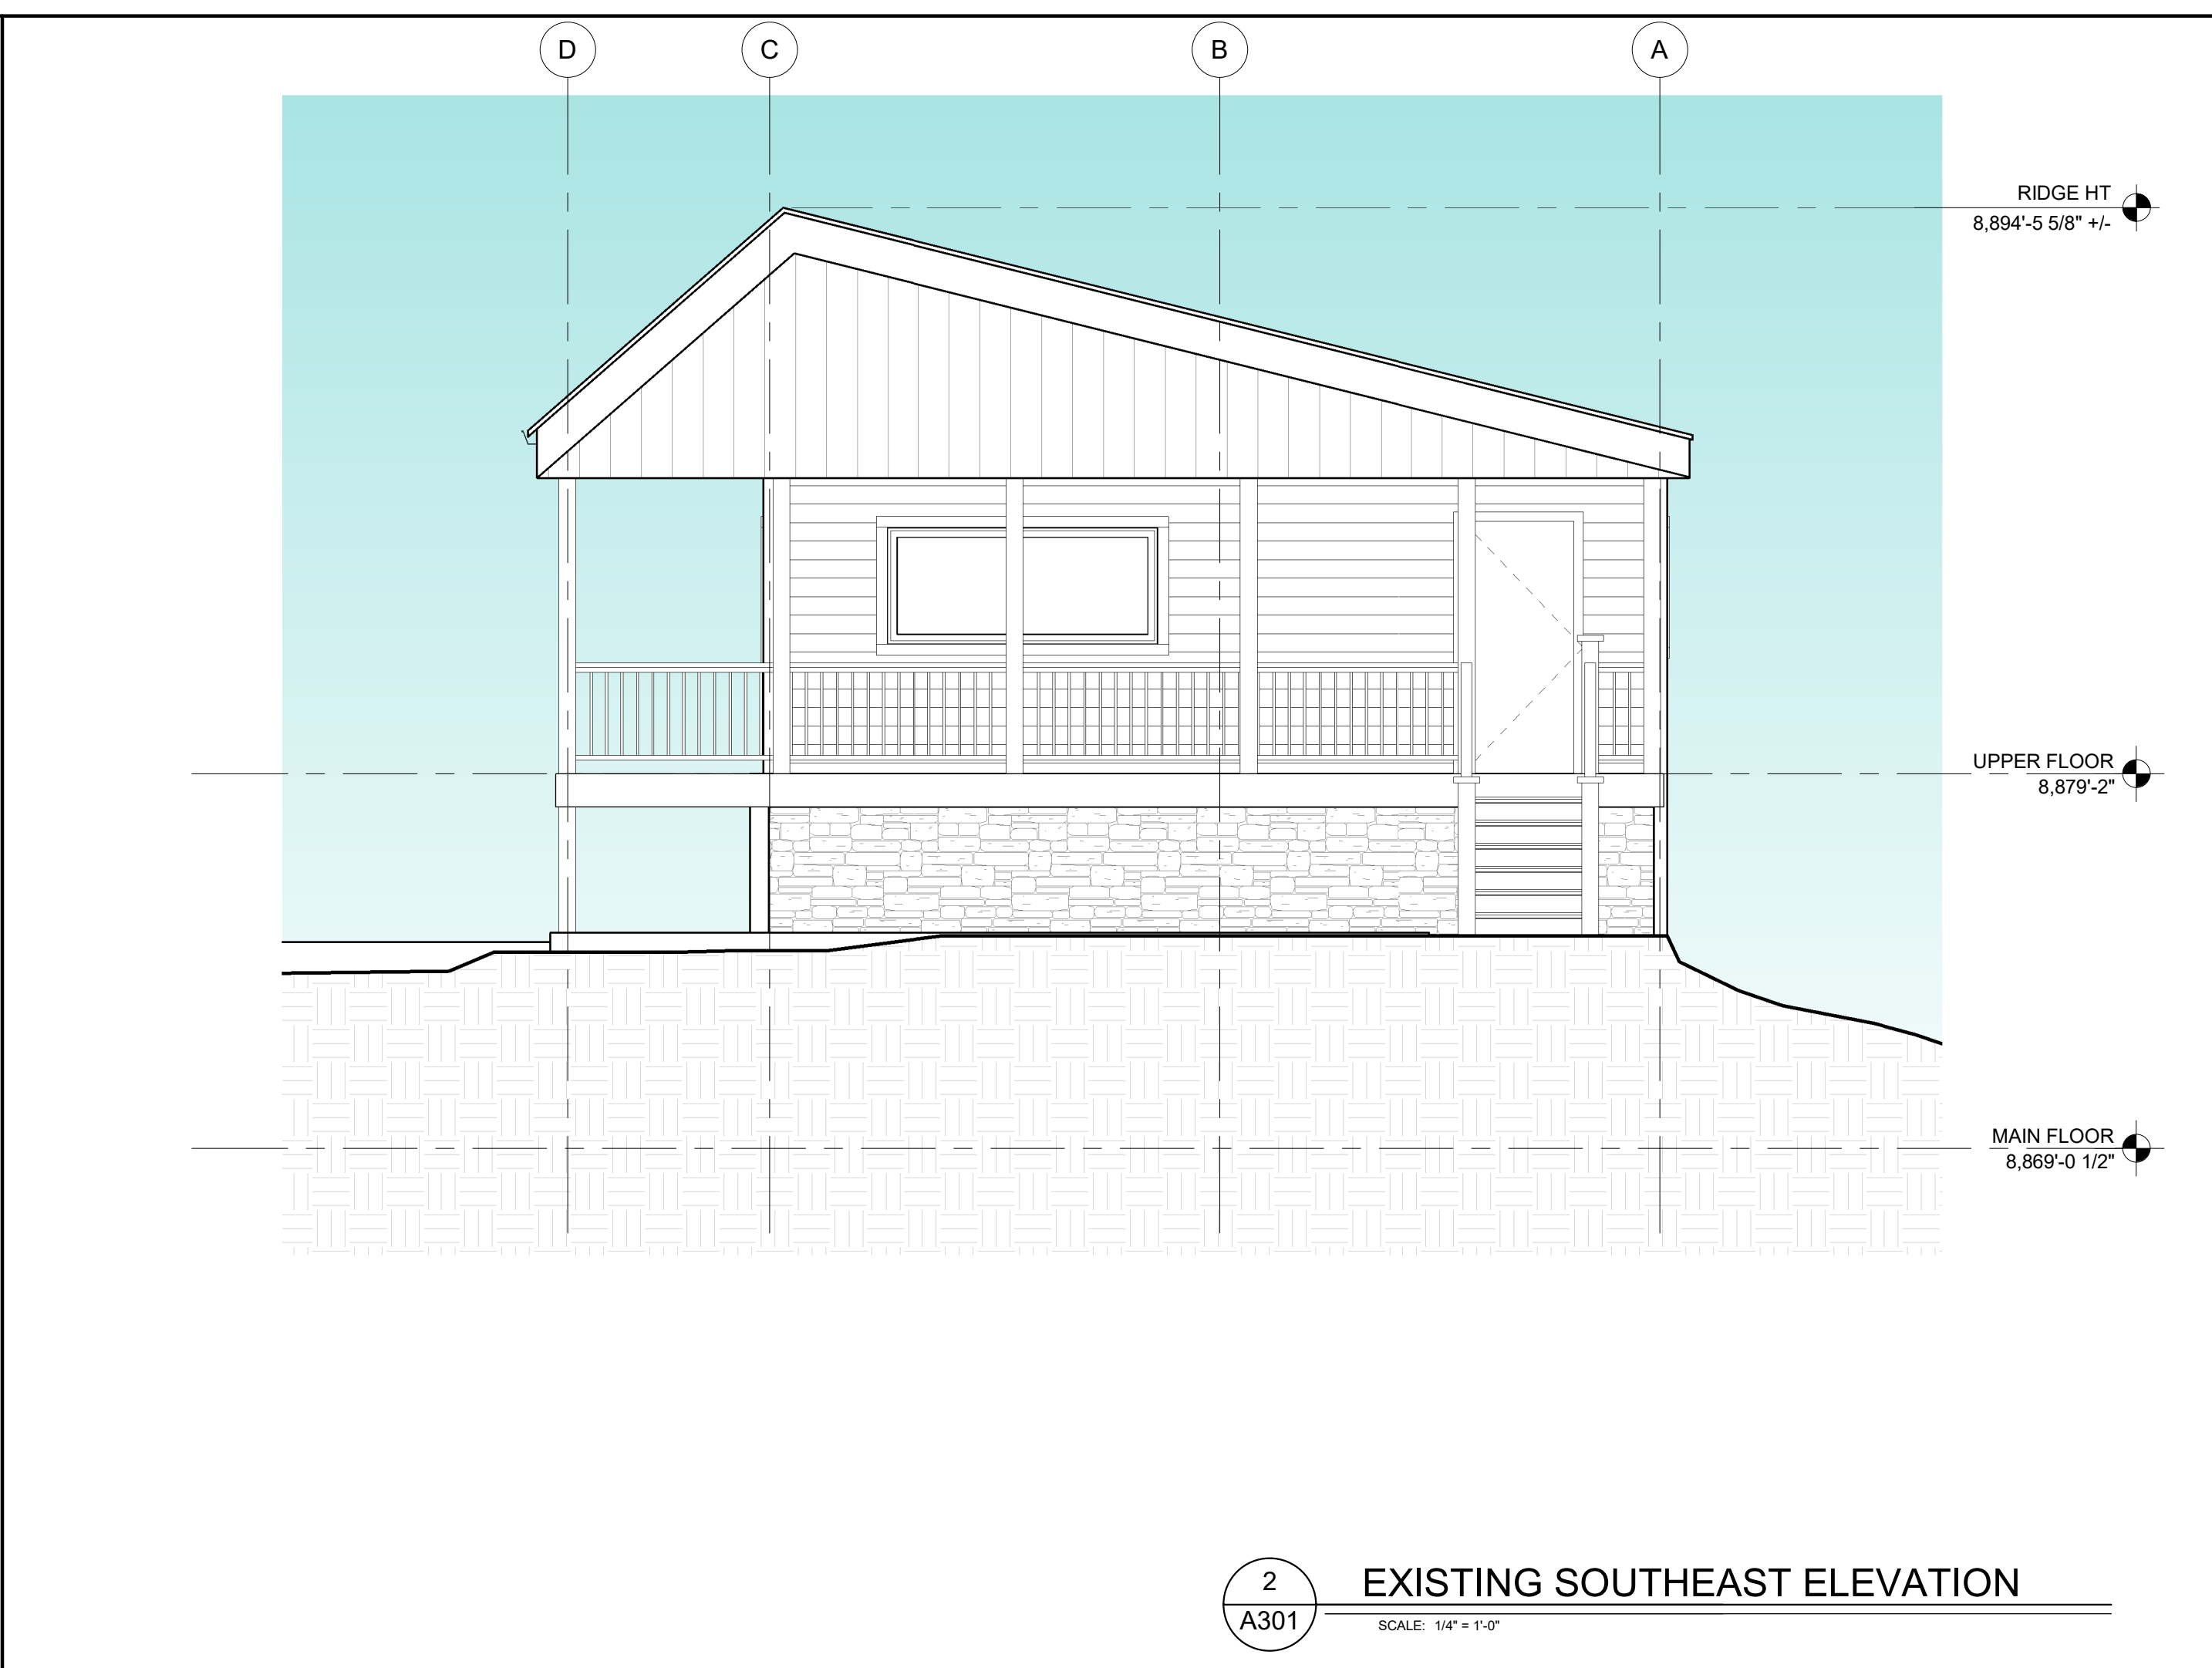 D C B A
RIDGE HT
8,894'-5 5/8" +/-
UPPER FLOOR
8,879'-2"
MAIN FLOOR
8,869'-0 1/2"
2
A301
EXISTING SOUTHEAST ELEVATION
SCALE: 1/4" = 1'-0"